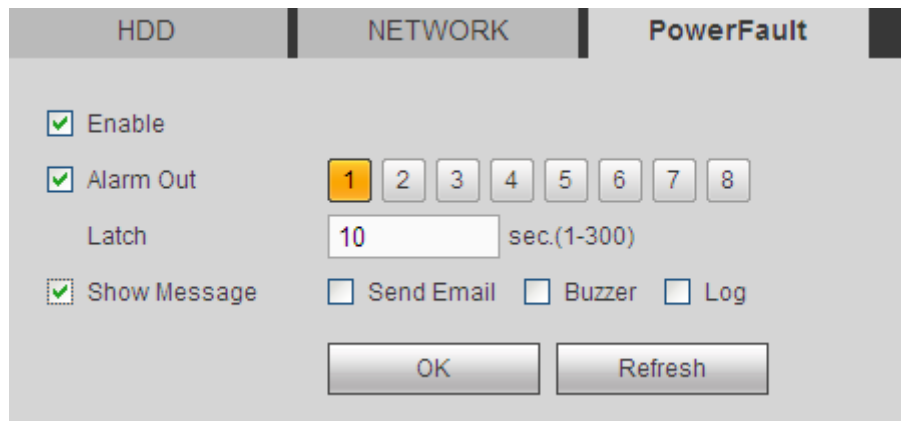 HDD NETWORK PowerFault
Enable
Alarm Out 1 2 3 4 5 6 7 8
Latch 10 sec.(1-300)
Show Message Send Email Buzzer Log
OK Refresh